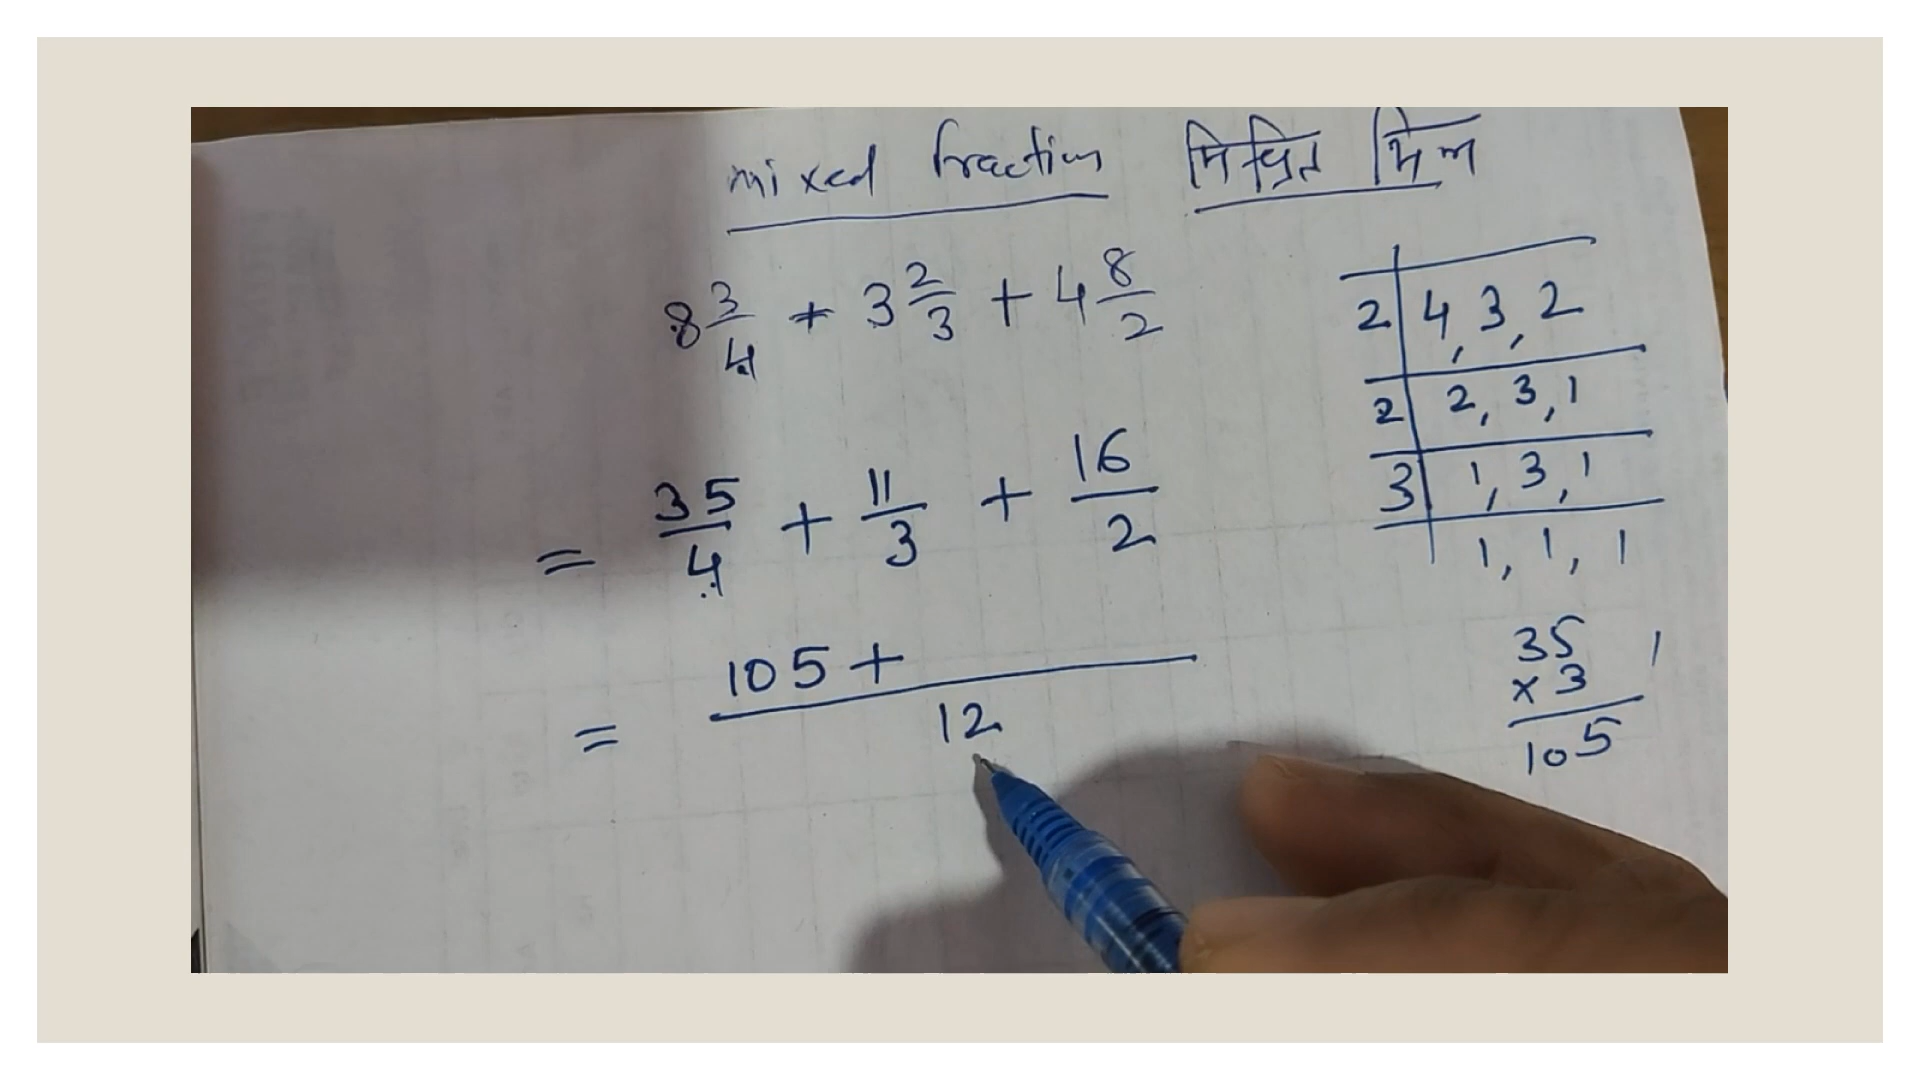 mixed fraction मिश्रित भिन्न
8 3/4 + 3 2/3 + 4 8/2
= 35/4 + 11/3 + 16/2
= 105 + / 12
2 | 4, 3, 2
2 | 2, 3, 1
3 | 1, 3, 1
1, 1, 1
35 1
x 3
105